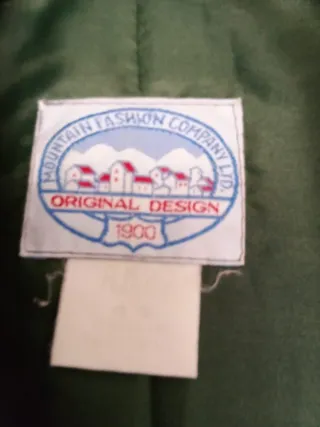 MOUNTAIN FASHION COMPANY LTD.
ORIGINAL DESIGN
1900